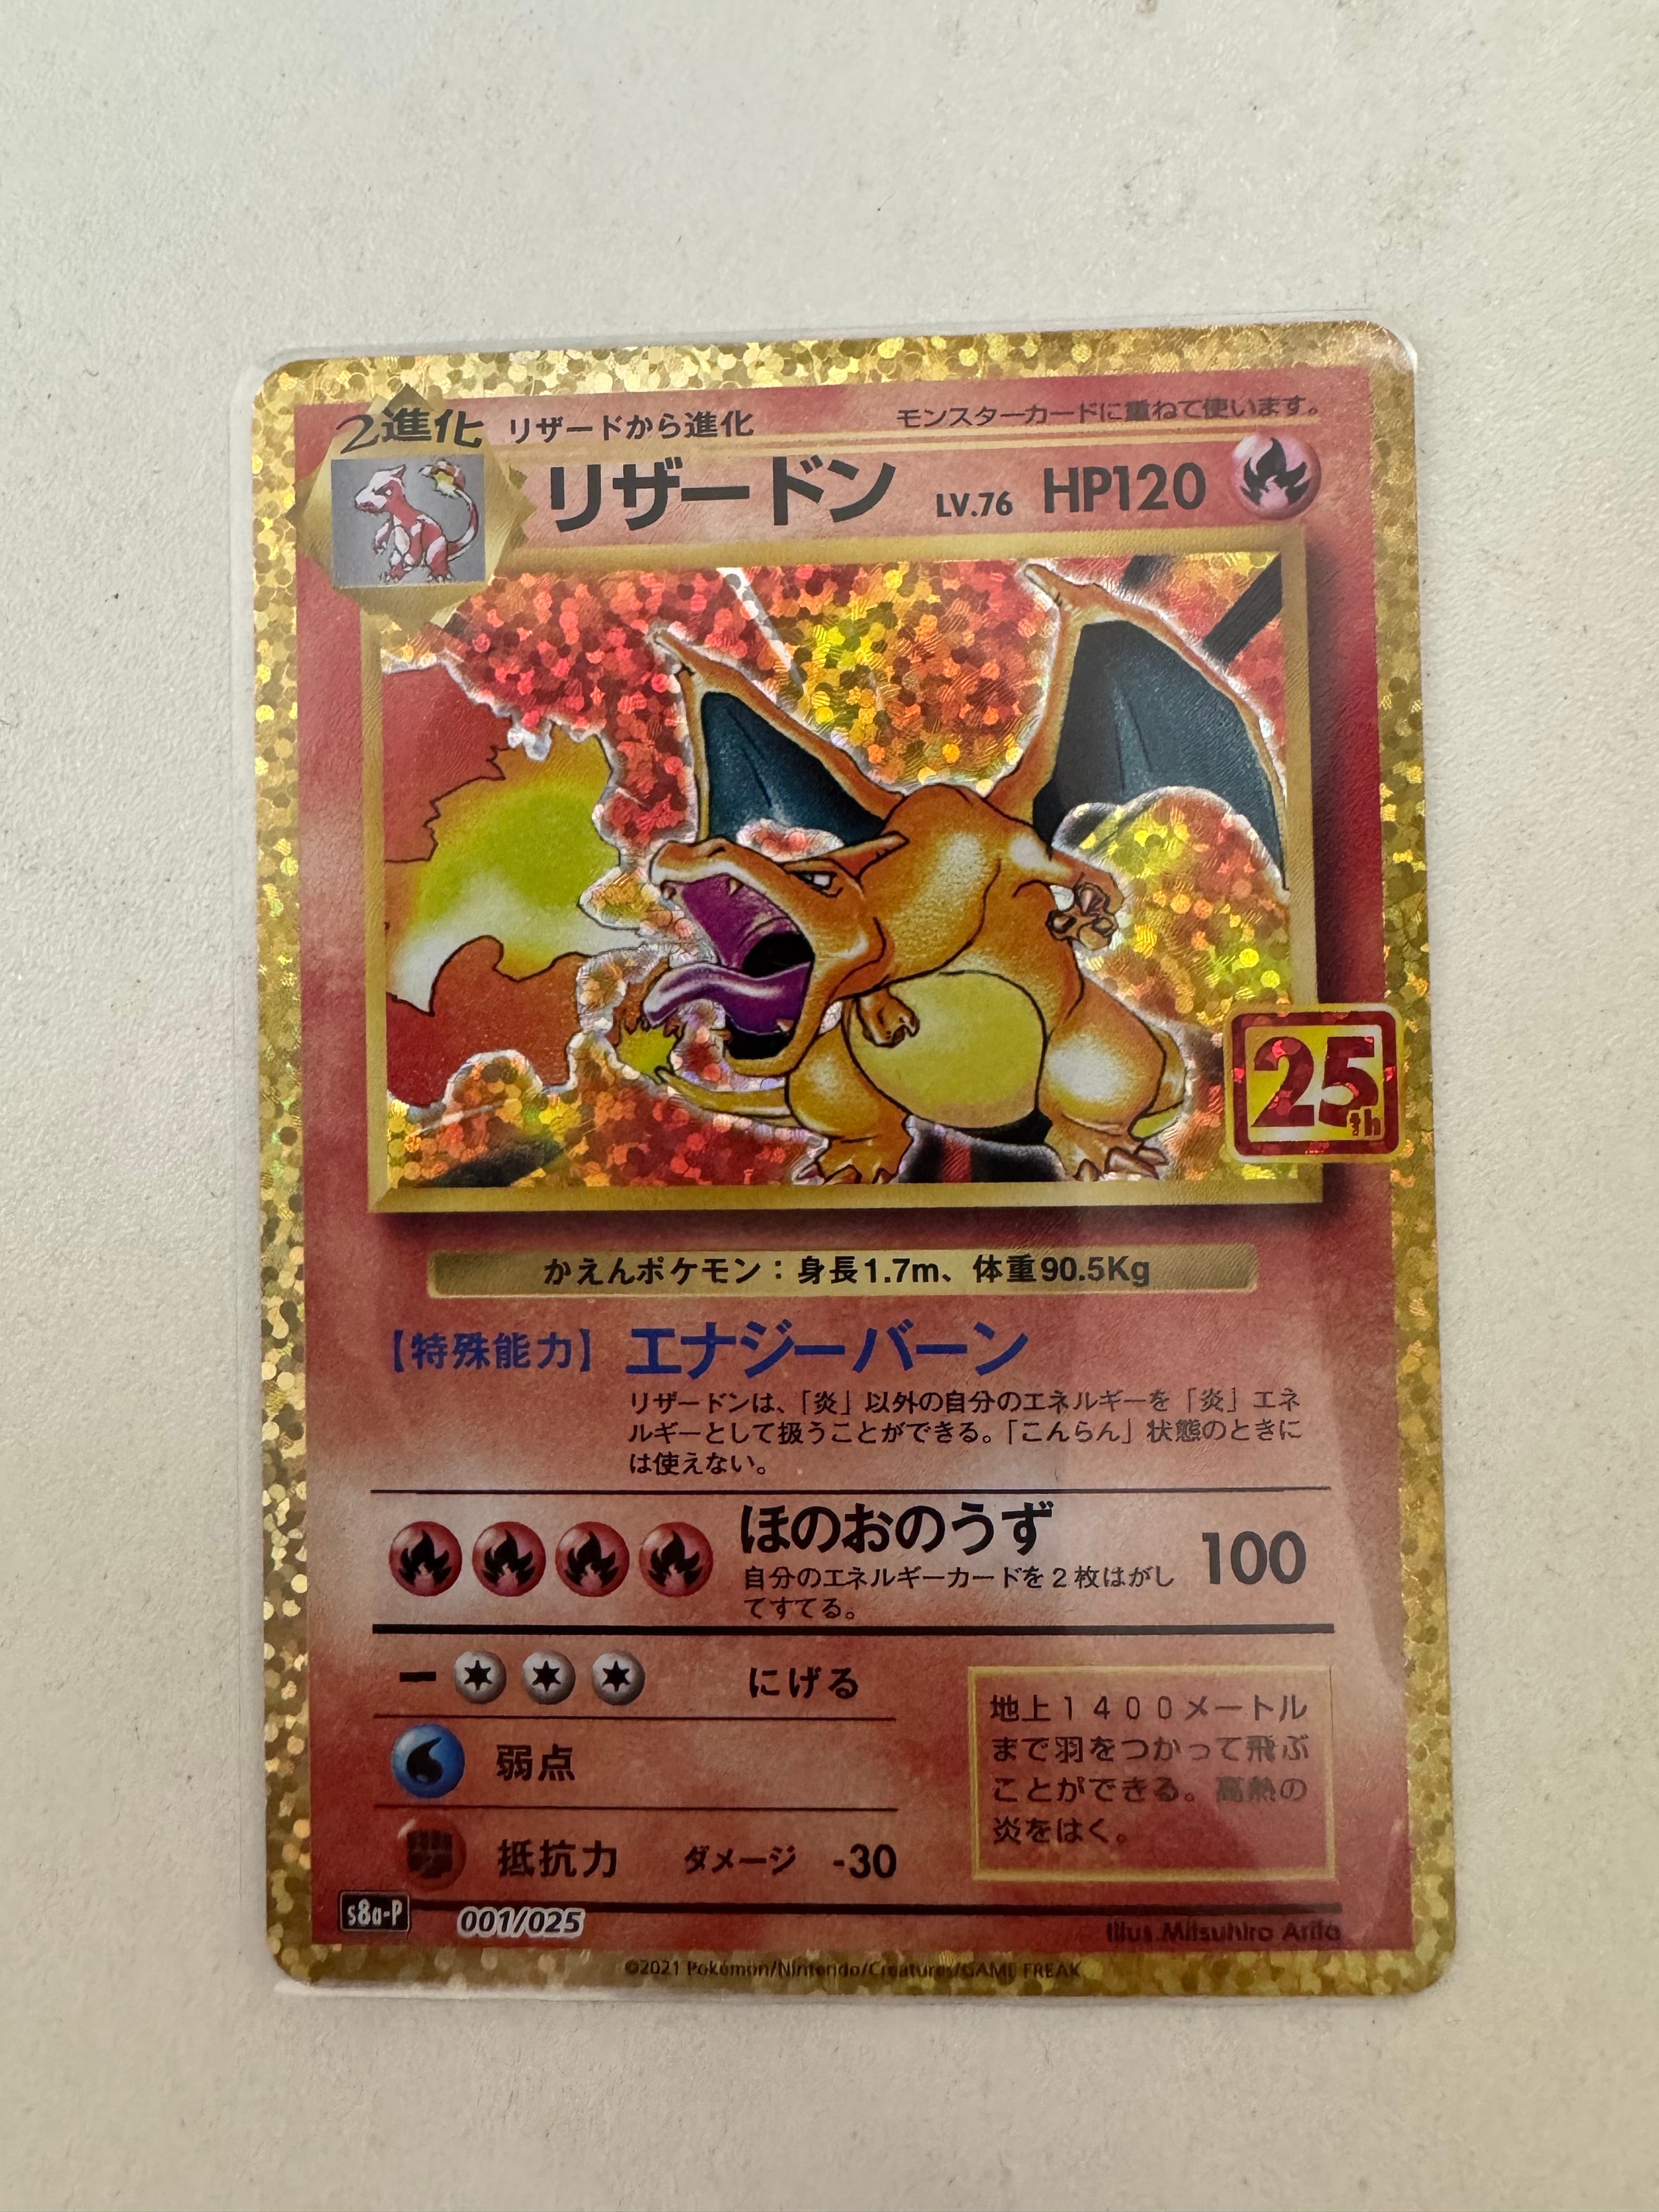 2進化 リザードから進化 モンスターカードに重ねて使います。
リザードン LV.76 HP120
25th
かえんポケモン：身長1.7m、体重90.5Kg
【特殊能力】 エナジーバーン
リザードンは、「炎」以外の自分のエネルギーを「炎」エネ
ルギーとして扱うことができる。「こんらん」状態のときに
は使えない。
ほのおのうず 100
自分のエネルギーカードを2枚はがし
てすてる。
ー にげる
弱点
抵抗力 ダメージ -30
地上１４００メートル
まで羽をつかって飛ぶ
ことができる。高熱の
炎をはく。
s8a-P 001/025
Illus.Mitsuhiro Arita
©2021 Pokémon/Nintendo/Creatures/GAME FREAK